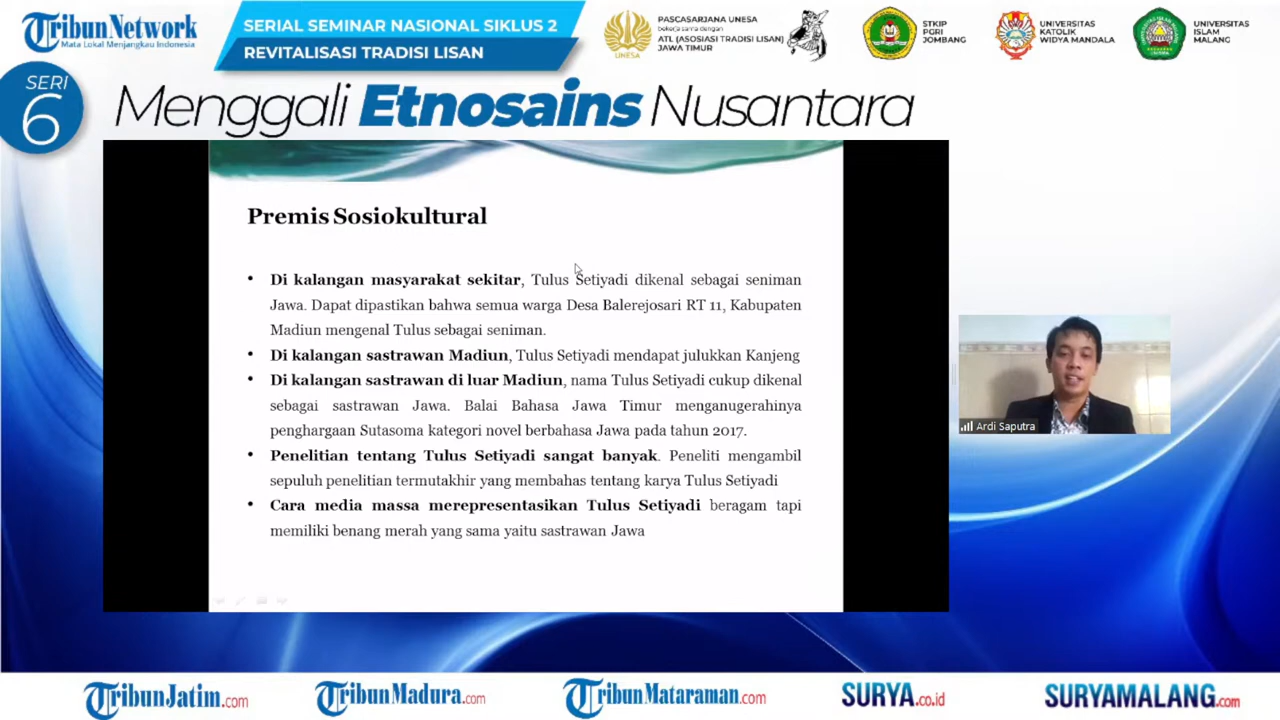 Tribun Network
Mata Lokal Menjangkau Indonesia
SERIAL SEMINAR NASIONAL SIKLUS 2
REVITALISASI TRADISI LISAN
UNESA
PASCASARJANA UNESA
bekerja sama dengan
ATL (ASOSIASI TRADISI LISAN)
JAWA TIMUR
STKIP
PGRI
JOMBANG
UNIVERSITAS
KATOLIK
WIDYA MANDALA
UNIVERSITAS
ISLAM
MALANG
SERI
6
Menggali Etnosains Nusantara
Premis Sosiokultural
• Di kalangan masyarakat sekitar, Tulus Setiyadi dikenal sebagai seniman
Jawa. Dapat dipastikan bahwa semua warga Desa Balerejosari RT 11, Kabupaten
Madiun mengenal Tulus sebagai seniman.
• Di kalangan sastrawan Madiun, Tulus Setiyadi mendapat julukkan Kanjeng
• Di kalangan sastrawan di luar Madiun, nama Tulus Setiyadi cukup dikenal
sebagai sastrawan Jawa. Balai Bahasa Jawa Timur menganugerahinya
penghargaan Sutasoma kategori novel berbahasa Jawa pada tahun 2017.
• Penelitian tentang Tulus Setiyadi sangat banyak. Peneliti mengambil
sepuluh penelitian termutakhir yang membahas tentang karya Tulus Setiyadi
• Cara media massa merepresentasikan Tulus Setiyadi beragam tapi
memiliki benang merah yang sama yaitu sastrawan Jawa
Ardi Saputra
TribunJatim.com
TribunMadura.com
TribunMataraman.com
SURYA.co.id
SURYAMALANG.com